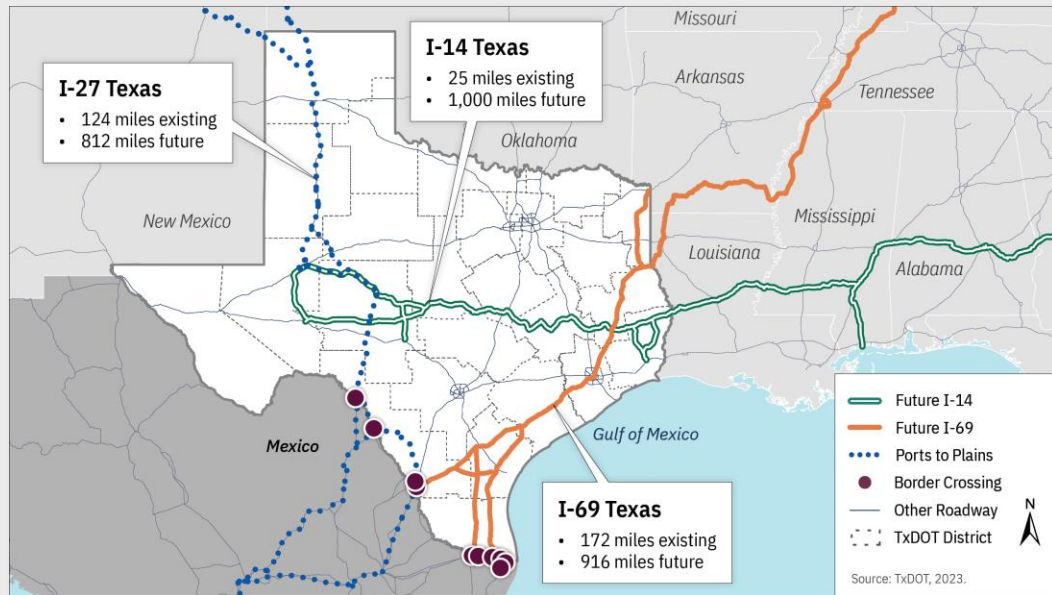 Missouri
I-27 Texas
• 124 miles existing
• 812 miles future
I-14 Texas
• 25 miles existing
• 1,000 miles future
Arkansas
Tennessee
Oklahoma
New Mexico
Mississippi
Louisiana
Alabama
Mexico
Gulf of Mexico
I-69 Texas
• 172 miles existing
• 916 miles future
Future I-14
Future I-69
Ports to Plains
Border Crossing
Other Roadway
TxDOT District
N
Source: TxDOT, 2023.